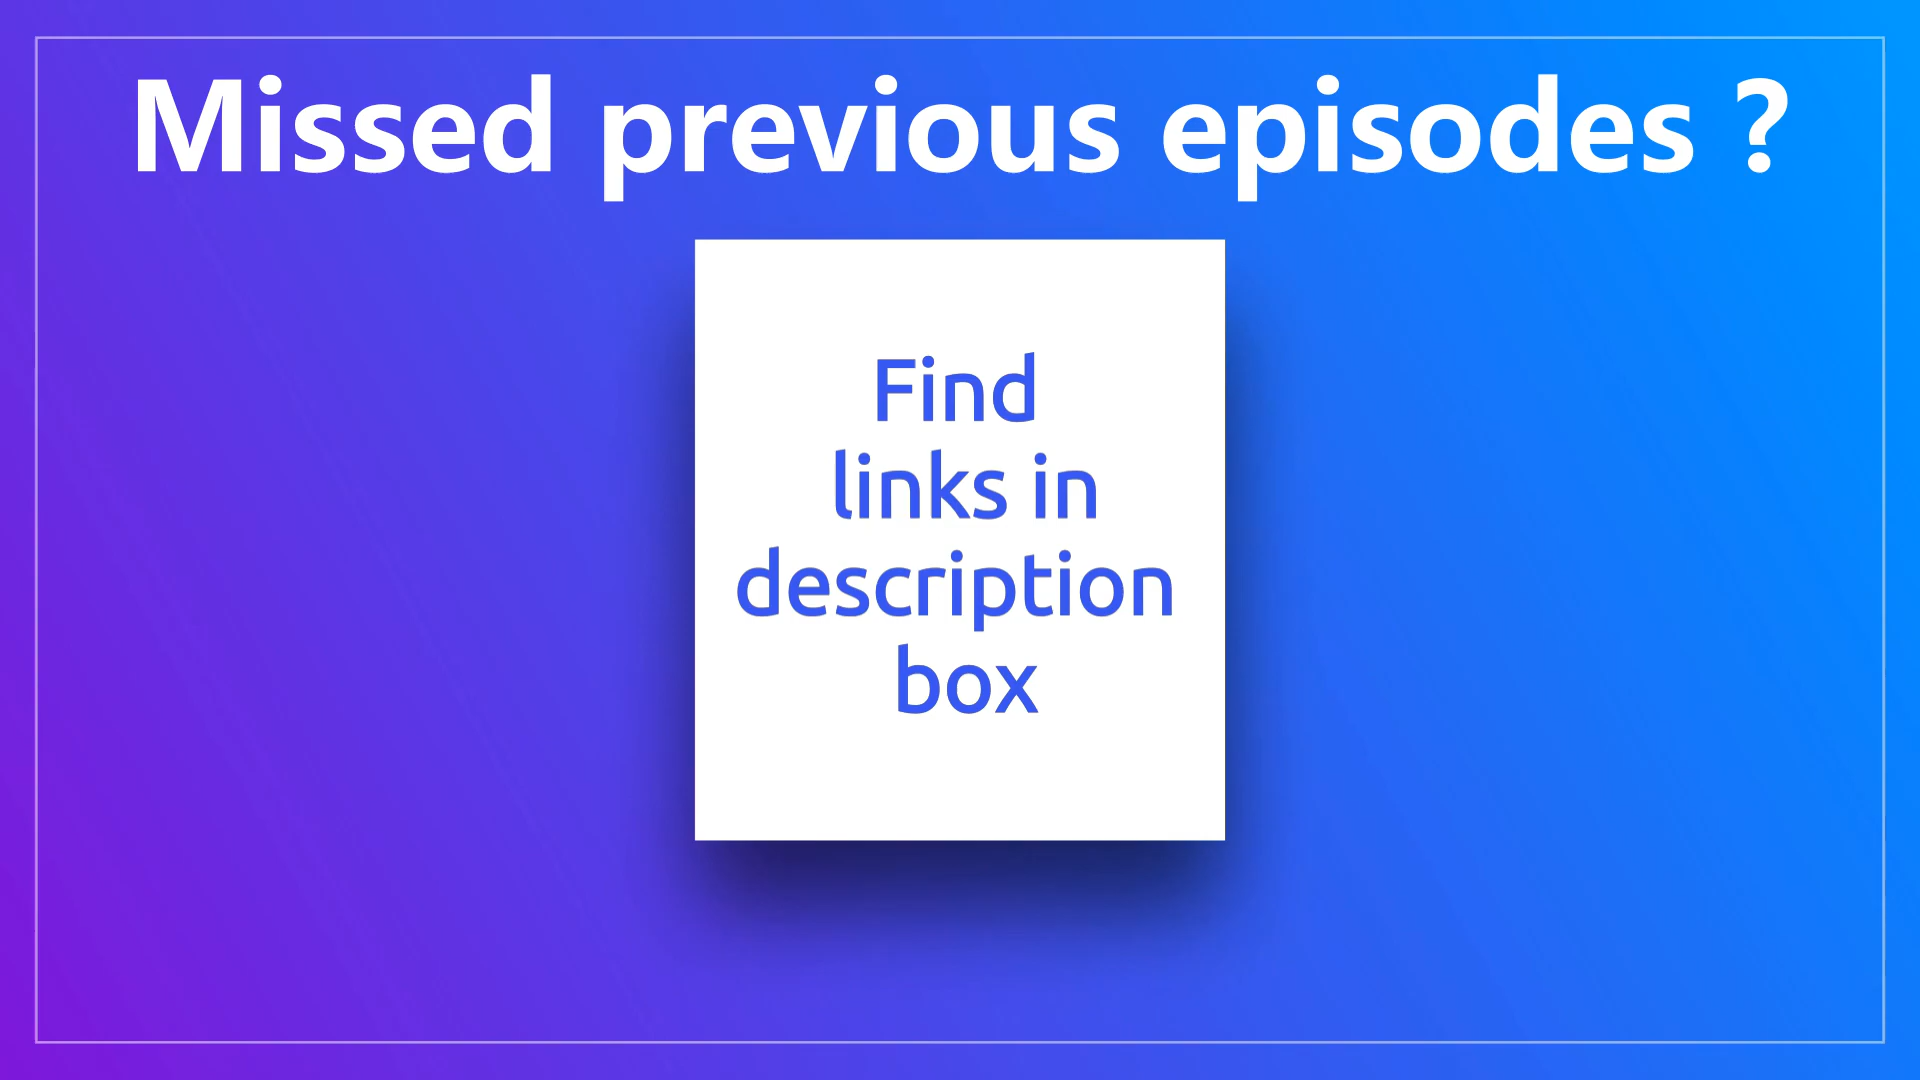 Missed previous episodes ?
Find
links in
description
box